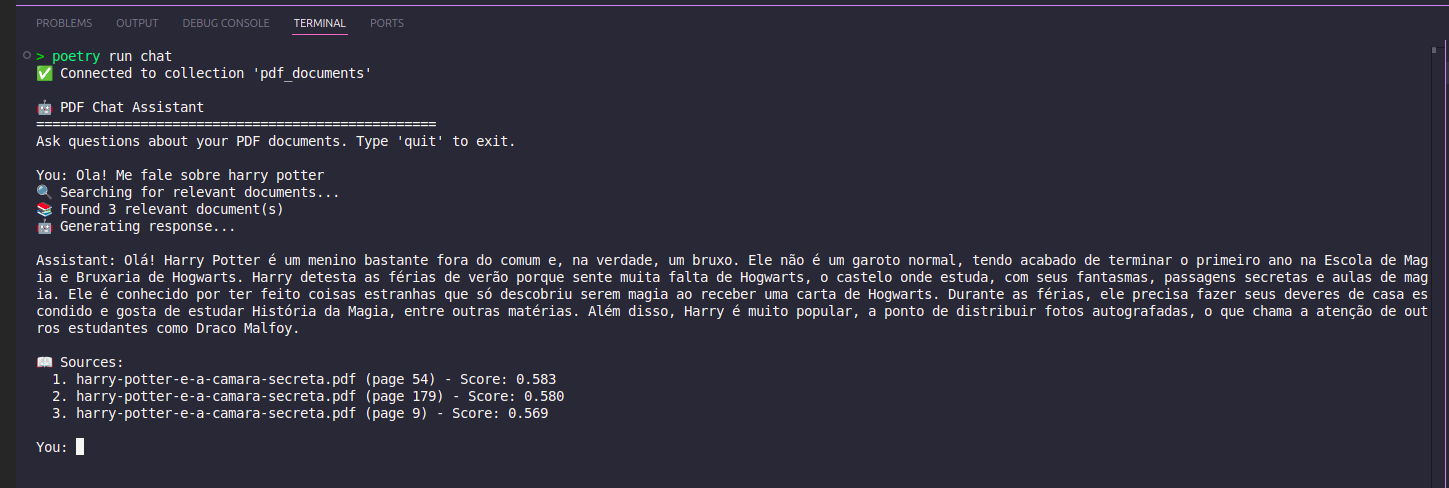 PROBLEMS OUTPUT DEBUG CONSOLE TERMINAL PORTS
> poetry run chat
✅ Connected to collection 'pdf_documents'
🤖 PDF Chat Assistant
==================================================
Ask questions about your PDF documents. Type 'quit' to exit.
You: Ola! Me fale sobre harry potter
🔍 Searching for relevant documents...
📚 Found 3 relevant document(s)
🤖 Generating response...
Assistant: Olá! Harry Potter é um menino bastante fora do comum e, na verdade, um bruxo. Ele não é um garoto normal, tendo acabado de terminar o primeiro ano na Escola de Mag
ia e Bruxaria de Hogwarts. Harry detesta as férias de verão porque sente muita falta de Hogwarts, o castelo onde estuda, com seus fantasmas, passagens secretas e aulas de mag
ia. Ele é conhecido por ter feito coisas estranhas que só descobriu serem magia ao receber uma carta de Hogwarts. Durante as férias, ele precisa fazer seus deveres de casa es
condido e gosta de estudar História da Magia, entre outras matérias. Além disso, Harry é muito popular, a ponto de distribuir fotos autografadas, o que chama a atenção de out
ros estudantes como Draco Malfoy.
📖 Sources:
1. harry-potter-e-a-camara-secreta.pdf (page 54) - Score: 0.583
2. harry-potter-e-a-camara-secreta.pdf (page 179) - Score: 0.580
3. harry-potter-e-a-camara-secreta.pdf (page 9) - Score: 0.569
You: